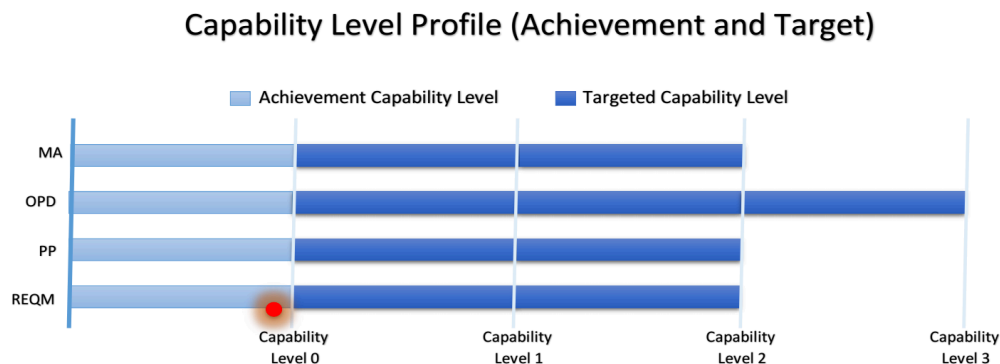 Capability Level Profile (Achievement and Target)
Achievement Capability Level
Targeted Capability Level
MA
OPD
PP
REQM
Capability
Level 0
Capability
Level 1
Capability
Level 2
Capability
Level 3